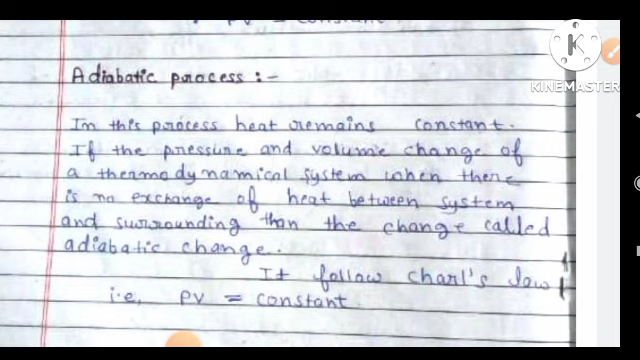 PV = constant
KINEMASTER
Adiabatic process :-
In this process heat remains constant.
If the pressure and volume change of
a thermodynamical system when there
is no exchange of heat between system
and surrounding than the change called
adiabatic change.
It follow charl's law
i.e, PV = constant